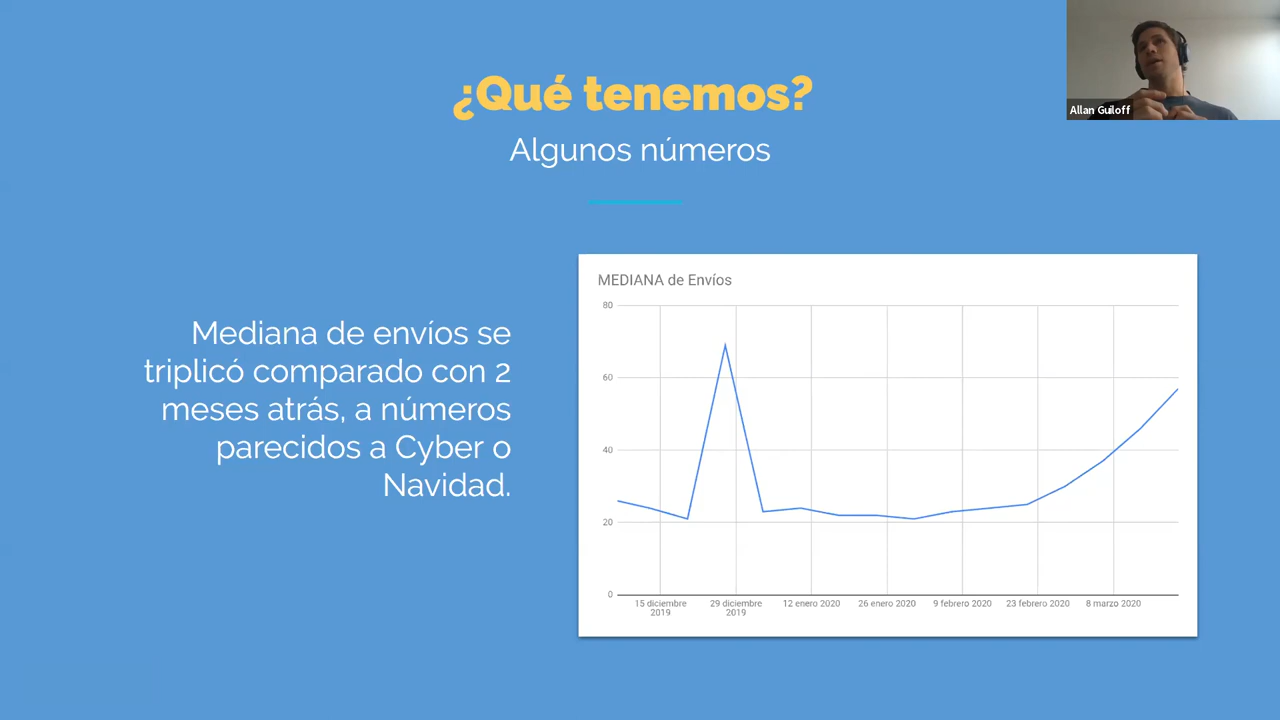 ¿Qué tenemos?
Algunos números
Allan Guiloff
Mediana de envíos se
triplicó comparado con 2
meses atrás, a números
parecidos a Cyber o
Navidad.
MEDIANA de Envíos
80
60
40
20
0
15 diciembre
2019
29 diciembre
2019
12 enero 2020
26 enero 2020
9 febrero 2020
23 febrero 2020
8 marzo 2020